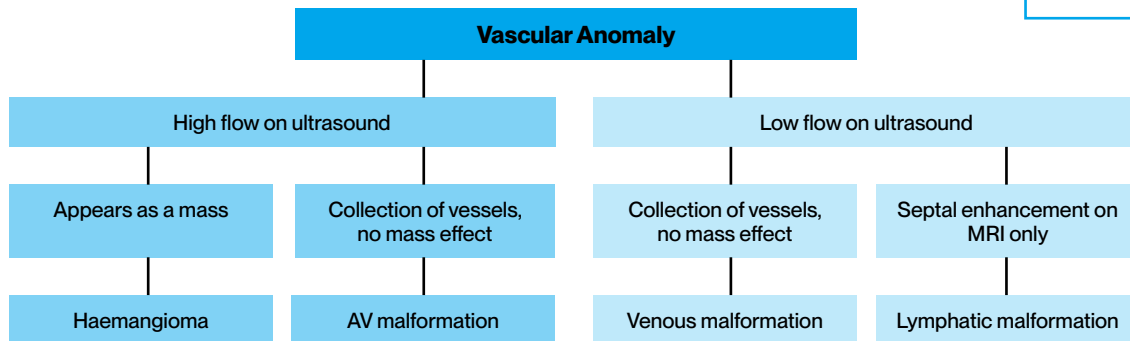 Vascular Anomaly
High flow on ultrasound
Low flow on ultrasound
Appears as a mass
Collection of vessels,
no mass effect
Collection of vessels,
no mass effect
Septal enhancement on
MRI only
Haemangioma
AV malformation
Venous malformation
Lymphatic malformation